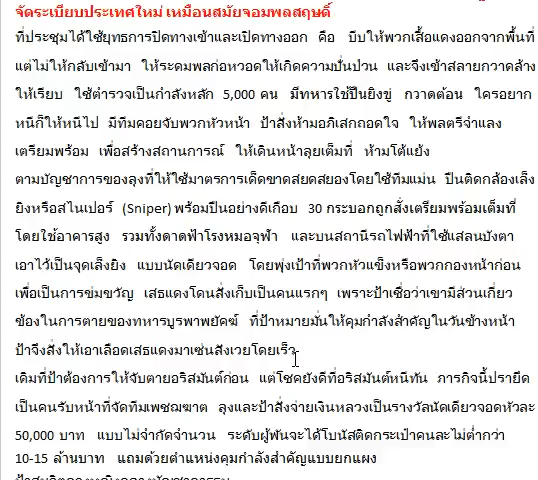 จัดระเบียบประเทศใหม่ เหมือนสมัยจอมพลสฤษดิ์
ที่ประชุมได้ใช้ยุทธการปิดทางเข้าและเปิดทางออก คือ บีบให้พวกเสื้อแดงออกจากพื้นที่
แต่ไม่ให้กลับเข้ามา ให้ระดมพลก่อหวอดให้เกิดความปั่นป่วน และจึงเข้าสลายกวาดล้าง
ให้เรียบ ใช้ตำรวจเป็นกำลังหลัก 5,000 คน มีทหารใช้ปืนยิงขู่ กวาดต้อน ใครอยาก
หนีก็ให้หนีไป มีทีมคอยจับพวกหัวหน้า ป้าสั่งห้ามอภิเสกถอดใจ ให้พลตรีจำแลง
เตรียมพร้อม เพื่อสร้างสถานการณ์ ให้เดินหน้าลุยเต็มที่ ห้ามโต้แย้ง
ตามบัญชาการของลุงที่ให้ใช้มาตรการเด็ดขาดสยดสยองโดยใช้ทีมแม่น ปืนติดกล้องเล็ง
ยิงหรือสไนเปอร์ (Sniper) พร้อมปืนอย่างดีเกือบ 30 กระบอกถูกสั่งเตรียมพร้อมเต็มที่
โดยใช้อาคารสูง รวมทั้งดาดฟ้าโรงหมอจุฬา และบนสถานีรถไฟฟ้าที่ใช้แสลนบังตา
เอาไว้เป็นจุดเล็งยิง แบบนัดเดียวจอด โดยพุ่งเป้าที่พวกหัวแข็งหรือพวกกองหน้าก่อน
เพื่อเป็นการข่มขวัญ เสธแดงโดนสั่งเก็บเป็นคนแรกๆ เพราะป้าเชื่อว่าเขามีส่วนเกี่ยว
ข้องในการตายของทหารบูรพาพยัคฆ์ ที่ป้าหมายมั่นให้คุมกำลังสำคัญในวันข้างหน้า
ป้าจึงสั่งให้เอาเลือดเสธแดงมาเซ่นสังเวยโดยเร็ว
เดิมที่ป้าต้องการให้จับตายอริสมันต์ก่อน แต่โชคยังดีที่อริสมันต์หนีทัน ภารกิจนี้ปรายีด
เป็นคนรับหน้าที่จัดทีมเพชฌฆาต ลุงและป้าสั่งจ่ายเงินหลวงเป็นรางวัลนัดเดียวจอดหัวละ
50,000 บาท แบบไม่จำกัดจำนวน ระดับผู้พันจะได้โบนัสติดกระเป๋าคนละไม่ต่ำกว่า
10-15 ล้านบาท แถมด้วยตำแหน่งคุมกำลังสำคัญแบบยกแผง